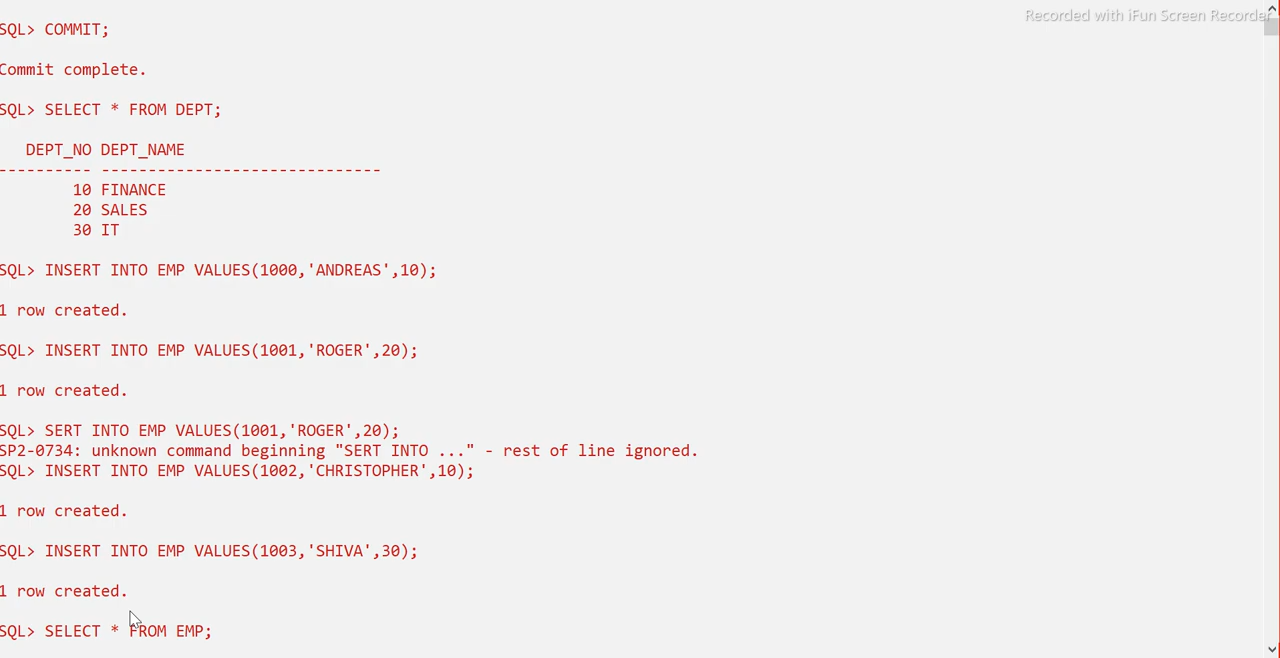 Recorded with iFun Screen Recorder
SQL> COMMIT;
Commit complete.
SQL> SELECT * FROM DEPT;
DEPT_NO DEPT_NAME
---------- ------------------------------
10 FINANCE
20 SALES
30 IT
SQL> INSERT INTO EMP VALUES(1000,'ANDREAS',10);
1 row created.
SQL> INSERT INTO EMP VALUES(1001,'ROGER',20);
1 row created.
SQL> SERT INTO EMP VALUES(1001,'ROGER',20);
SP2-0734: unknown command beginning "SERT INTO ..." - rest of line ignored.
SQL> INSERT INTO EMP VALUES(1002,'CHRISTOPHER',10);
1 row created.
SQL> INSERT INTO EMP VALUES(1003,'SHIVA',30);
1 row created.
SQL> SELECT * FROM EMP;